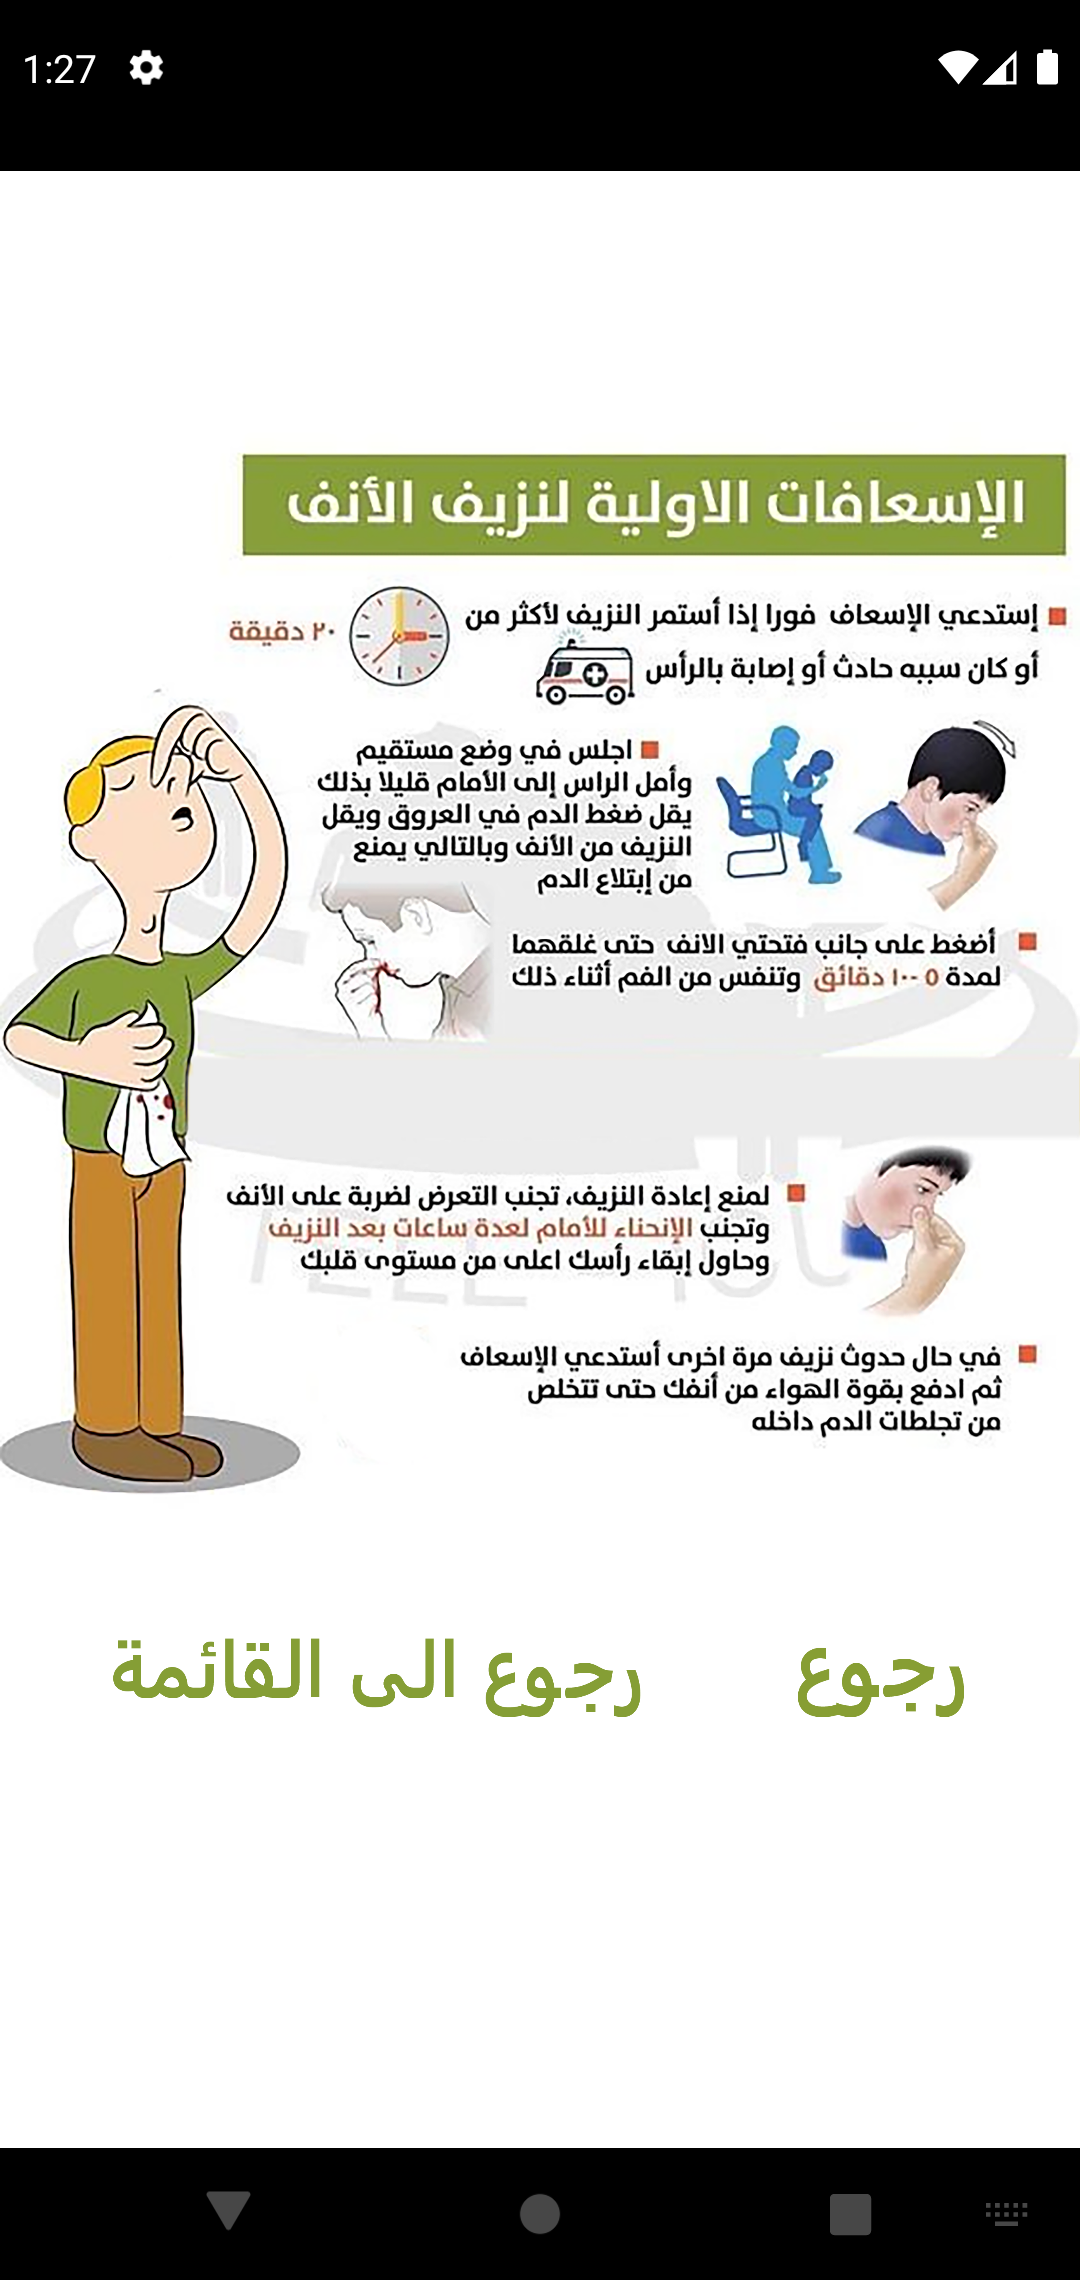 1:27
الإسعافات الاولية لنزيف الأنف
إستدعي الإسعاف فورا إذا أستمر النزيف لأكثر من
٢٠ دقيقة
أو كان سببه حادث أو إصابة بالرأس
اجلس في وضع مستقيم
وأمل الراس إلى الأمام قليلا بذلك
يقل ضغط الدم في العروق ويقل
النزيف من الأنف وبالتالي يمنع
من إبتلاع الدم
أضغط على جانب فتحتي الانف حتى غلقهما
لمدة ٥ -١٠ دقائق وتنفس من الفم أثناء ذلك
لمنع إعادة النزيف، تجنب التعرض لضربة على الأنف
وتجنب الإنحناء للأمام لعدة ساعات بعد النزيف
وحاول إبقاء رأسك اعلى من مستوى قلبك
في حال حدوث نزيف مرة اخرى أستدعي الإسعاف
ثم ادفع بقوة الهواء من أنفك حتى تتخلص
من تجلطات الدم داخله
رجوع
رجوع الى القائمة